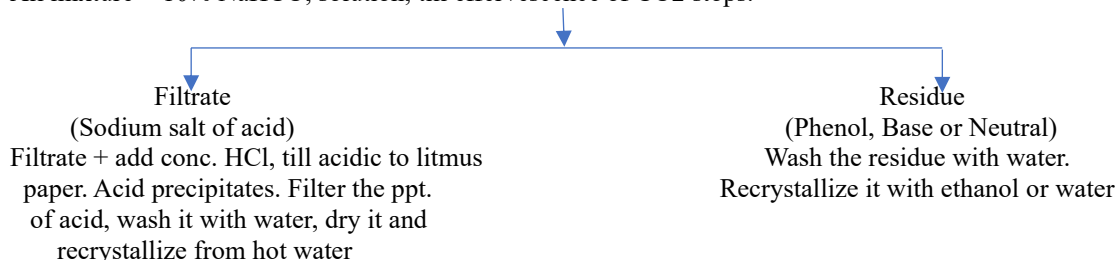 Filtrate
(Sodium salt of acid)
Filtrate + add conc. HCl, till acidic to litmus
paper. Acid precipitates. Filter the ppt.
of acid, wash it with water, dry it and
recrystallize from hot water
Residue
(Phenol, Base or Neutral)
Wash the residue with water.
Recrystallize it with ethanol or water